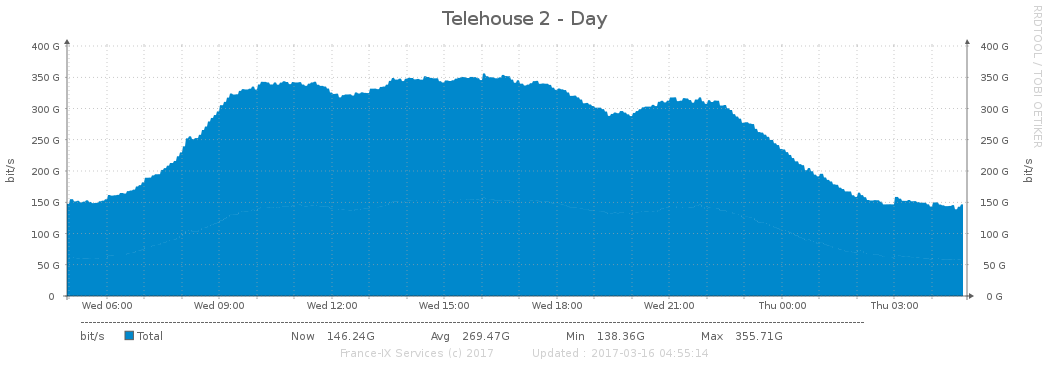 Telehouse 2 - Day
RRDTOOL / TOBI OETIKER
400 G 400 G
350 G 350 G
300 G 300 G
250 G 250 G
200 G 200 G
150 G 150 G
100 G 100 G
50 G 50 G
0 0 G
bit/s bit/s
Wed 06:00 Wed 09:00 Wed 12:00 Wed 15:00 Wed 18:00 Wed 21:00 Thu 00:00 Thu 03:00
bit/s Total Now 146.24G Avg 269.47G Min 138.36G Max 355.71G
France-IX Services (c) 2017 Updated : 2017-03-16 04:55:14